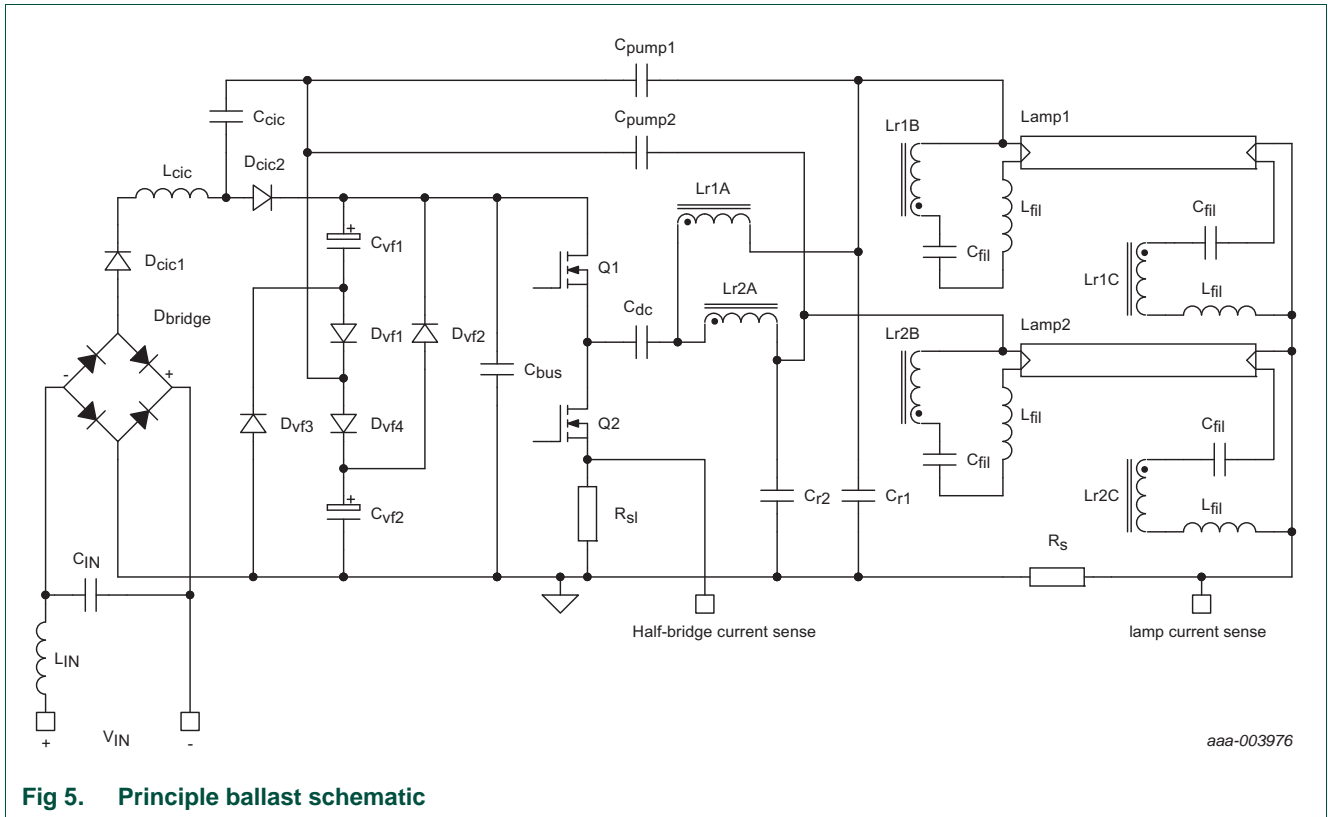 Cpump1
Ccic
Cpump2
Lr1B
Lamp1
Lcic
Dcic2
Lr1A
Lfil
Cfil
Cvf1
+
Q1
Cfil
Dcic1
Lr1C
Lr2A
Cdc
Lfil
Dbridge
Dvf1
Dvf2
Lr2B
Lamp2
-
+
Cbus
Dvf3
Dvf4
Q2
Lfil
Cfil
Cfil
+
Cvf2
Rsl
Cr2
Cr1
Lr2C
Lfil
CIN
Rs
Half-bridge current sense
lamp current sense
LIN
VIN
+
-
aaa-003976
Fig 5. Principle ballast schematic